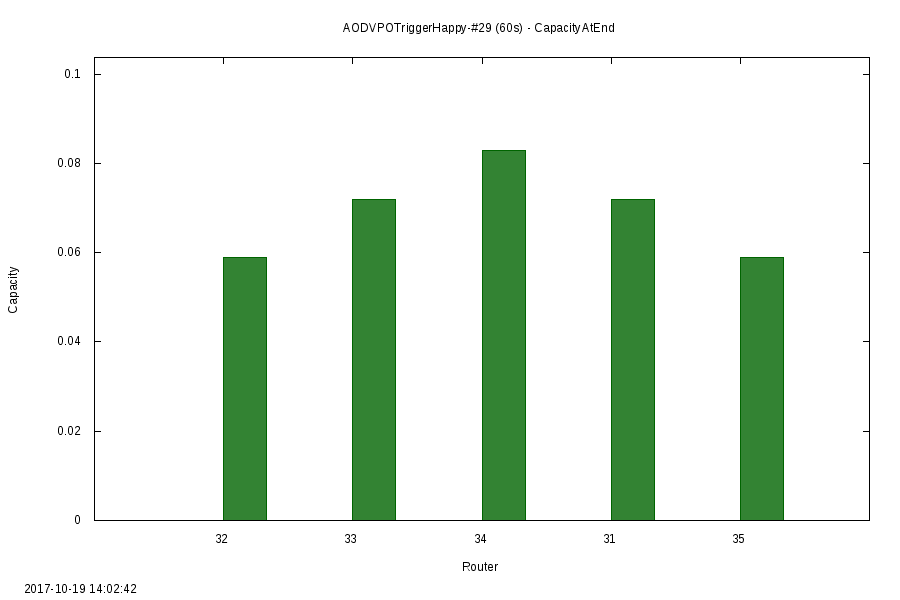 AODVPOTriggerHappy-#29 (60s) - CapacityAtEnd
0.1
0.08
0.06
0.04
0.02
0
Capacity
32 33 34 31 35
Router
2017-10-19 14:02:42